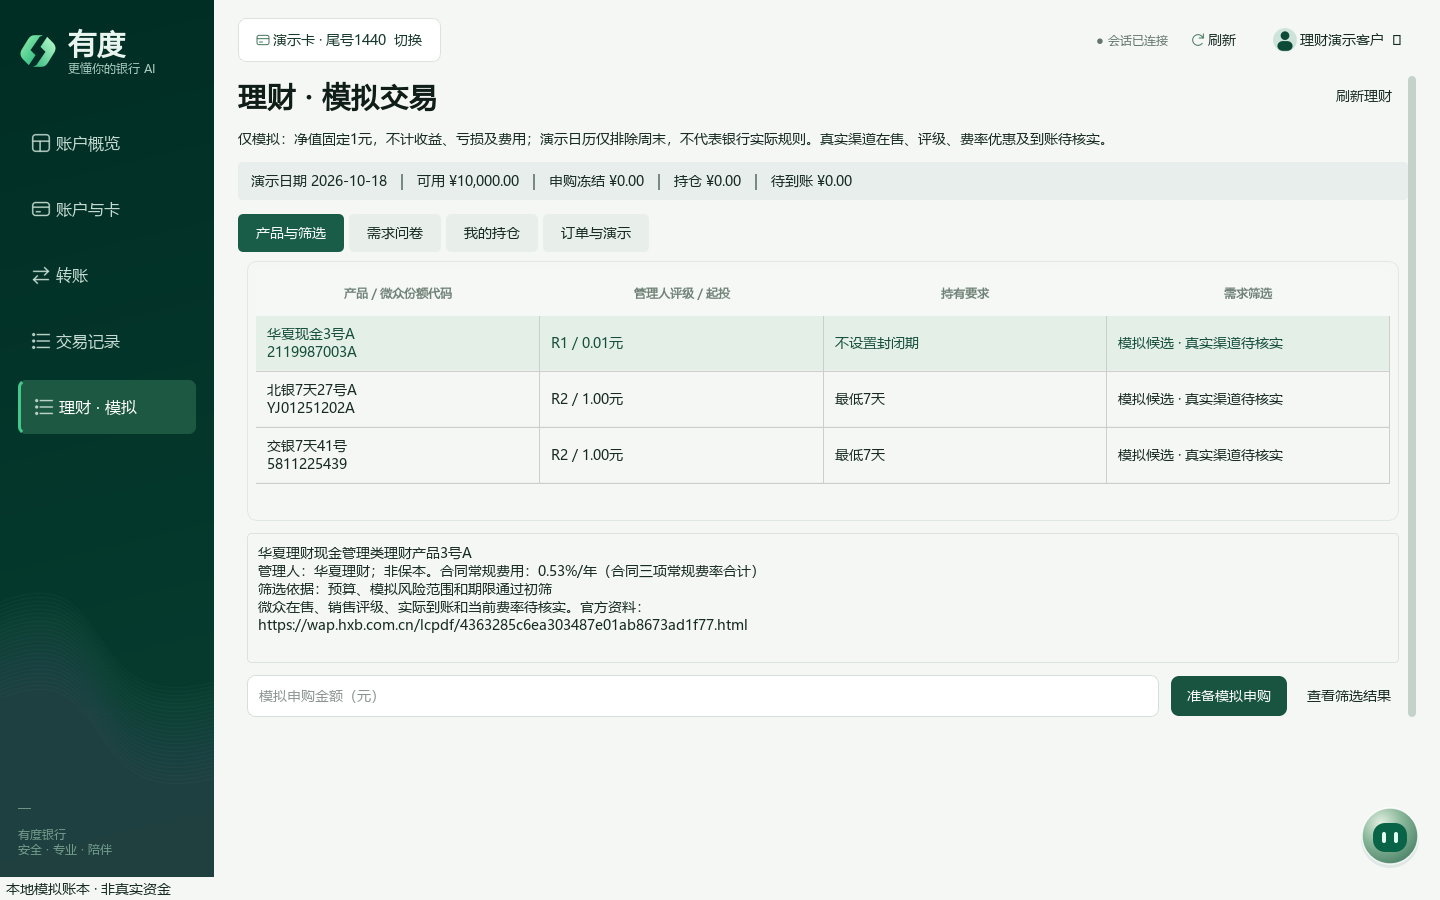 有度
更懂你的银行 AI
账户概览
账户与卡
转账
交易记录
理财 · 模拟
—
有度银行
安全 · 专业 · 陪伴
本地模拟账本 · 非真实资金
演示卡 · 尾号1440 切换
● 会话已连接
刷新
理财演示客户
理财 · 模拟交易
刷新理财
仅模拟：净值固定1元，不计收益、亏损及费用；演示日历仅排除周末，不代表银行实际规则。真实渠道在售、评级、费率优惠及到账待核实。
演示日期 2026-10-18 | 可用 ¥10,000.00 | 申购冻结 ¥0.00 | 持仓 ¥0.00 | 待到账 ¥0.00
产品与筛选 需求问卷 我的持仓 订单与演示
产品 / 微众份额代码 管理人评级 / 起投 持有要求 需求筛选
华夏现金3号A
2119987003A
R1 / 0.01元
不设置封闭期
模拟候选 · 真实渠道待核实
北银7天27号A
YJ01251202A
R2 / 1.00元
最低7天
模拟候选 · 真实渠道待核实
交银7天41号
5811225439
R2 / 1.00元
最低7天
模拟候选 · 真实渠道待核实
华夏理财现金管理类理财产品3号A
管理人：华夏理财；非保本。合同常规费用：0.53%/年（合同三项常规费率合计）
筛选依据：预算、模拟风险范围和期限通过初筛
微众在售、销售评级、实际到账和当前费率待核实。官方资料：
https://wap.hxb.com.cn/lcpdf/4363285c6ea303487e01ab8673ad1f77.html
模拟申购金额（元）
准备模拟申购
查看筛选结果